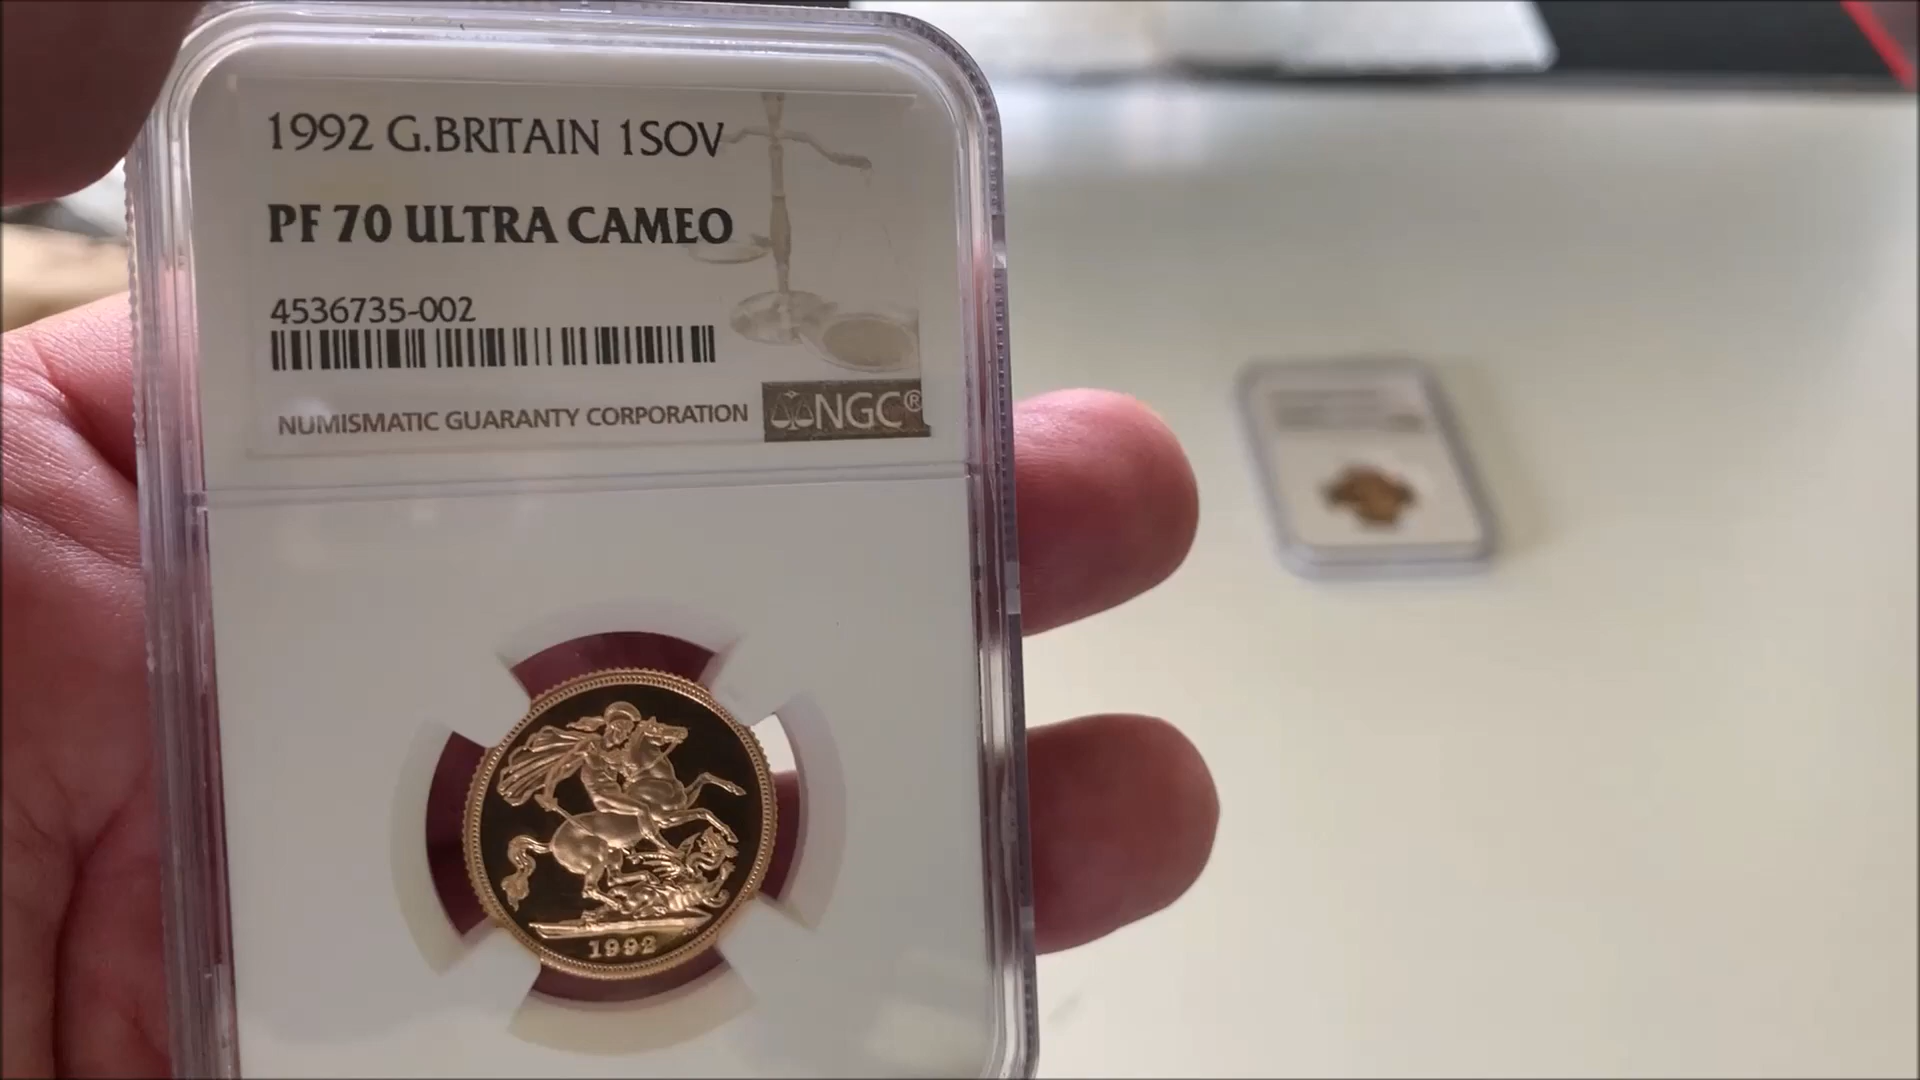 1992 G.BRITAIN 1SOV
PF 70 ULTRA CAMEO
4536735-002
NUMISMATIC GUARANTY CORPORATION
NGC®
1992